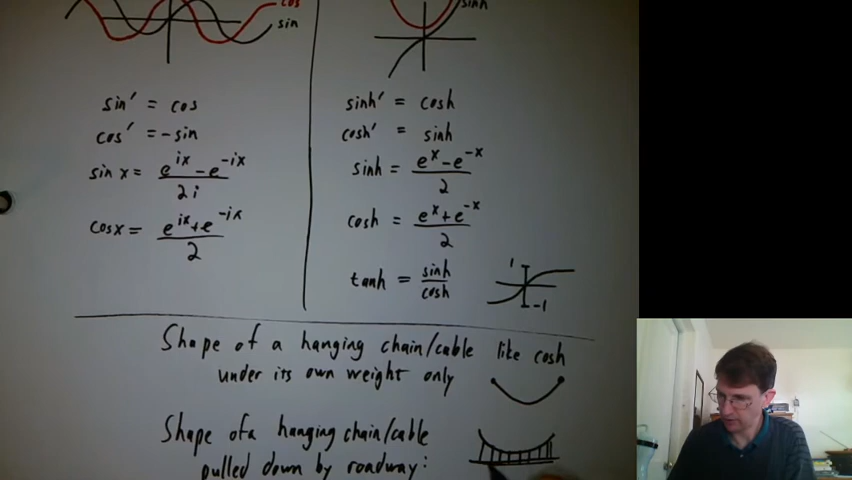 cos
sin
sin' = cos
cos' = -sin
sin x = e^ix - e^-ix / 2i
cosx = e^ix + e^-ix / 2
sinh
sinh' = cosh
cosh' = sinh
sinh = e^x - e^-x / 2
cosh = e^x + e^-x / 2
tanh = sinh / cosh
1
-1
Shape of a hanging chain/cable like cosh
under its own weight only
Shape of a hanging chain/cable
pulled down by roadway: